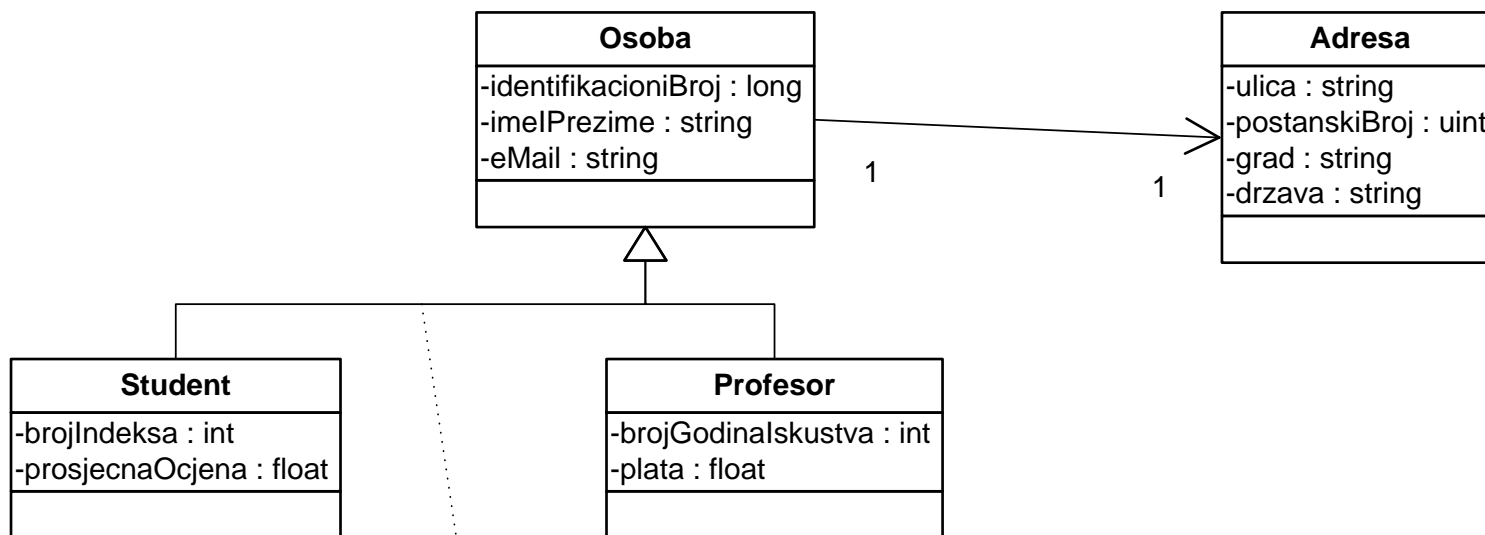 Osoba
-identifikacioniBroj : long
-imeIPrezime : string
-eMail : string
1
1
Adresa
-ulica : string
-postanskiBroj : uint
-grad : string
-drzava : string
Student
-brojIndeksa : int
-prosjecnaOcjena : float
Profesor
-brojGodinaIskustva : int
-plata : float